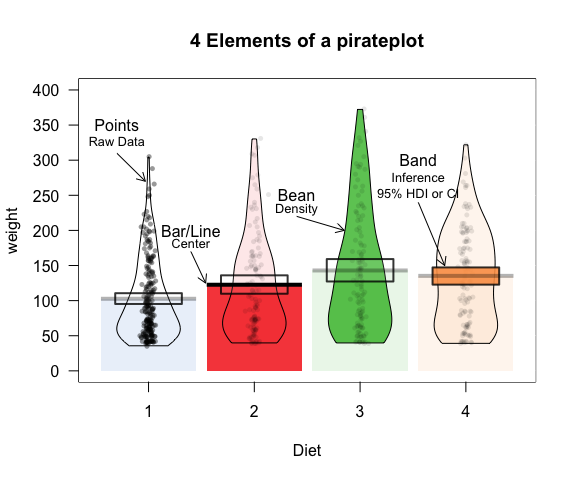 4 Elements of a pirateplot
weight
400
350
300
250
200
150
100
50
0
Points
Raw Data
Bar/Line
Center
Bean
Density
Band
Inference
95% HDI or CI
1
2
3
4
Diet